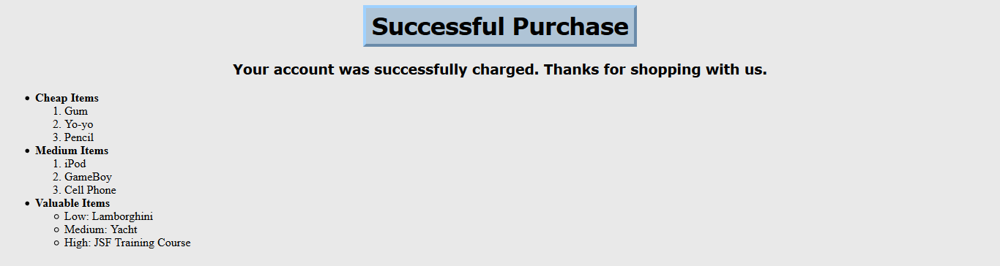 Successful Purchase
Your account was successfully charged. Thanks for shopping with us.
• Cheap Items
1. Gum
2. Yo-yo
3. Pencil
• Medium Items
1. iPod
2. GameBoy
3. Cell Phone
• Valuable Items
○ Low: Lamborghini
○ Medium: Yacht
○ High: JSF Training Course